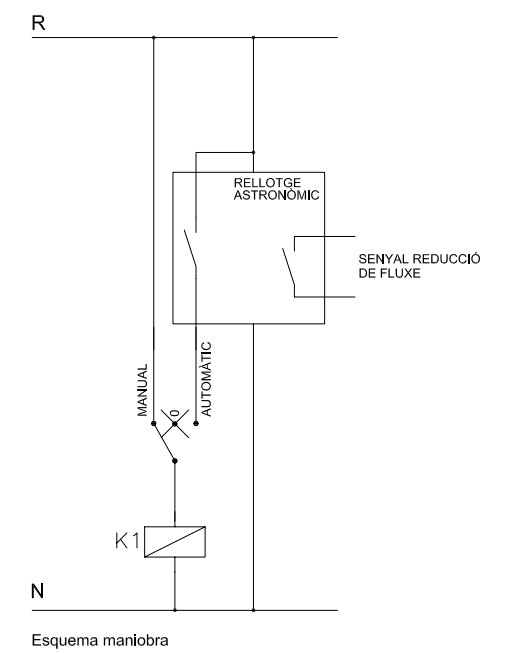 R
RELLOTGE
ASTRONÒMIC
SENYAL REDUCCIÓ
DE FLUXE
MANUAL
0
AUTOMÀTIC
K1
N
Esquema maniobra